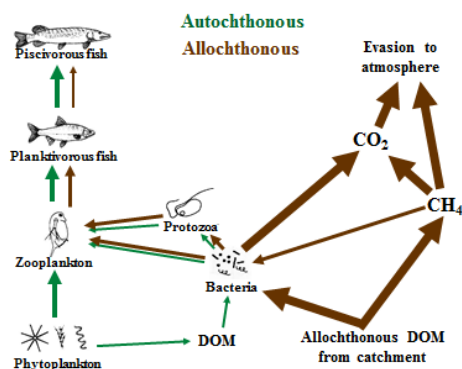 Autochthonous
Allochthonous
Piscivorous fish
Evasion to
atmosphere
Planktivorous fish
CO₂
CH₄
Protozoa
Zooplankton
Bacteria
DOM
Allochthonous DOM
from catchment
Phytoplankton